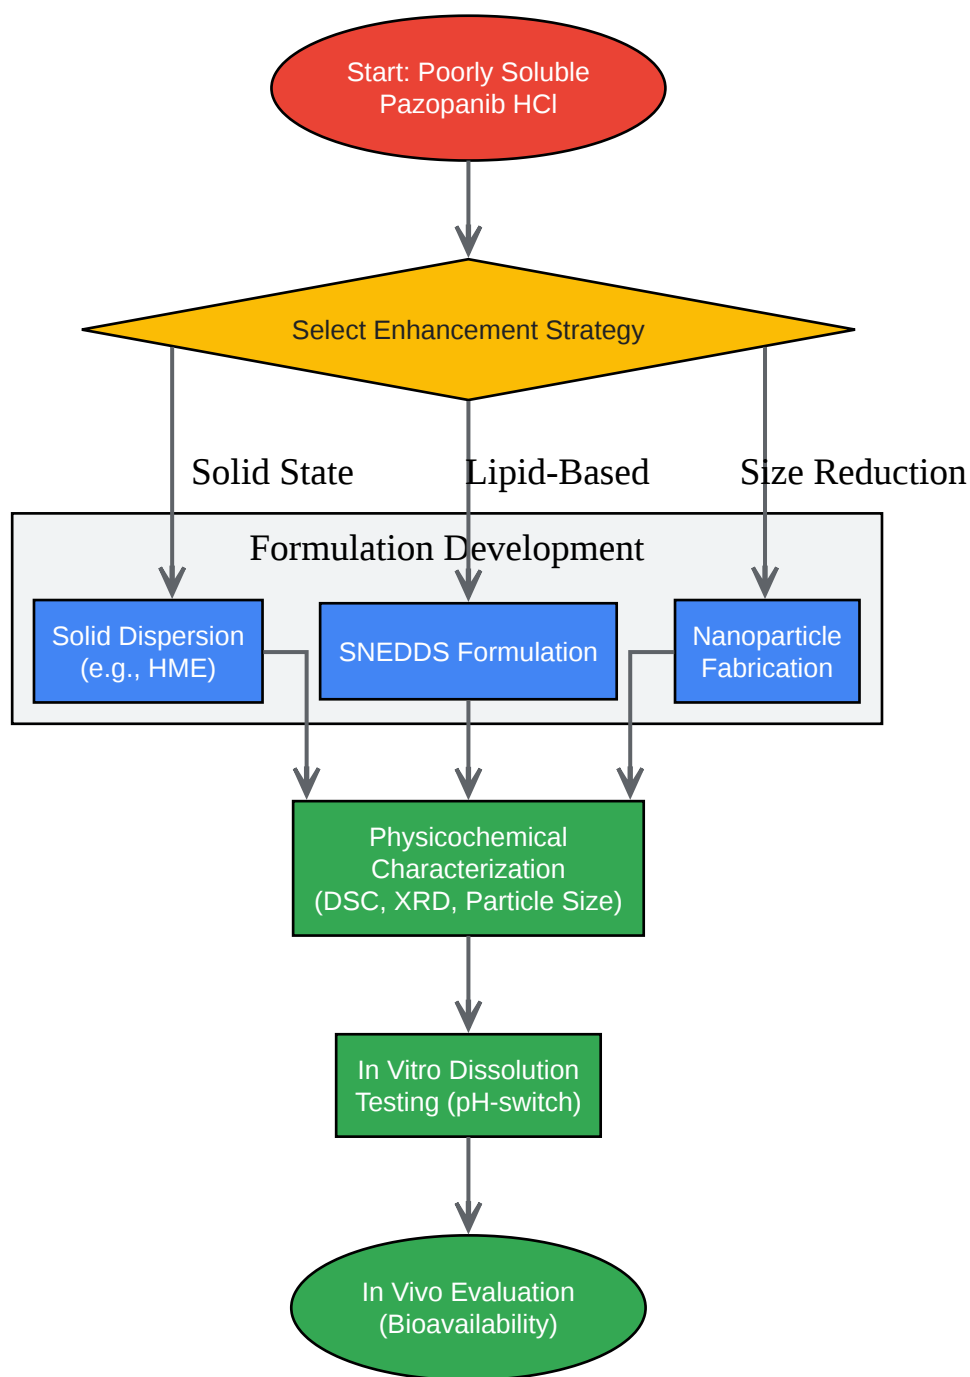 Start: Poorly Soluble
Pazopanib HCl
Select Enhancement Strategy
Solid State
Lipid-Based
Size Reduction
Formulation Development
Solid Dispersion
(e.g., HME)
SNEDDS Formulation
Nanoparticle
Fabrication
Physicochemical
Characterization
(DSC, XRD, Particle Size)
In Vitro Dissolution
Testing (pH-switch)
In Vivo Evaluation
(Bioavailability)